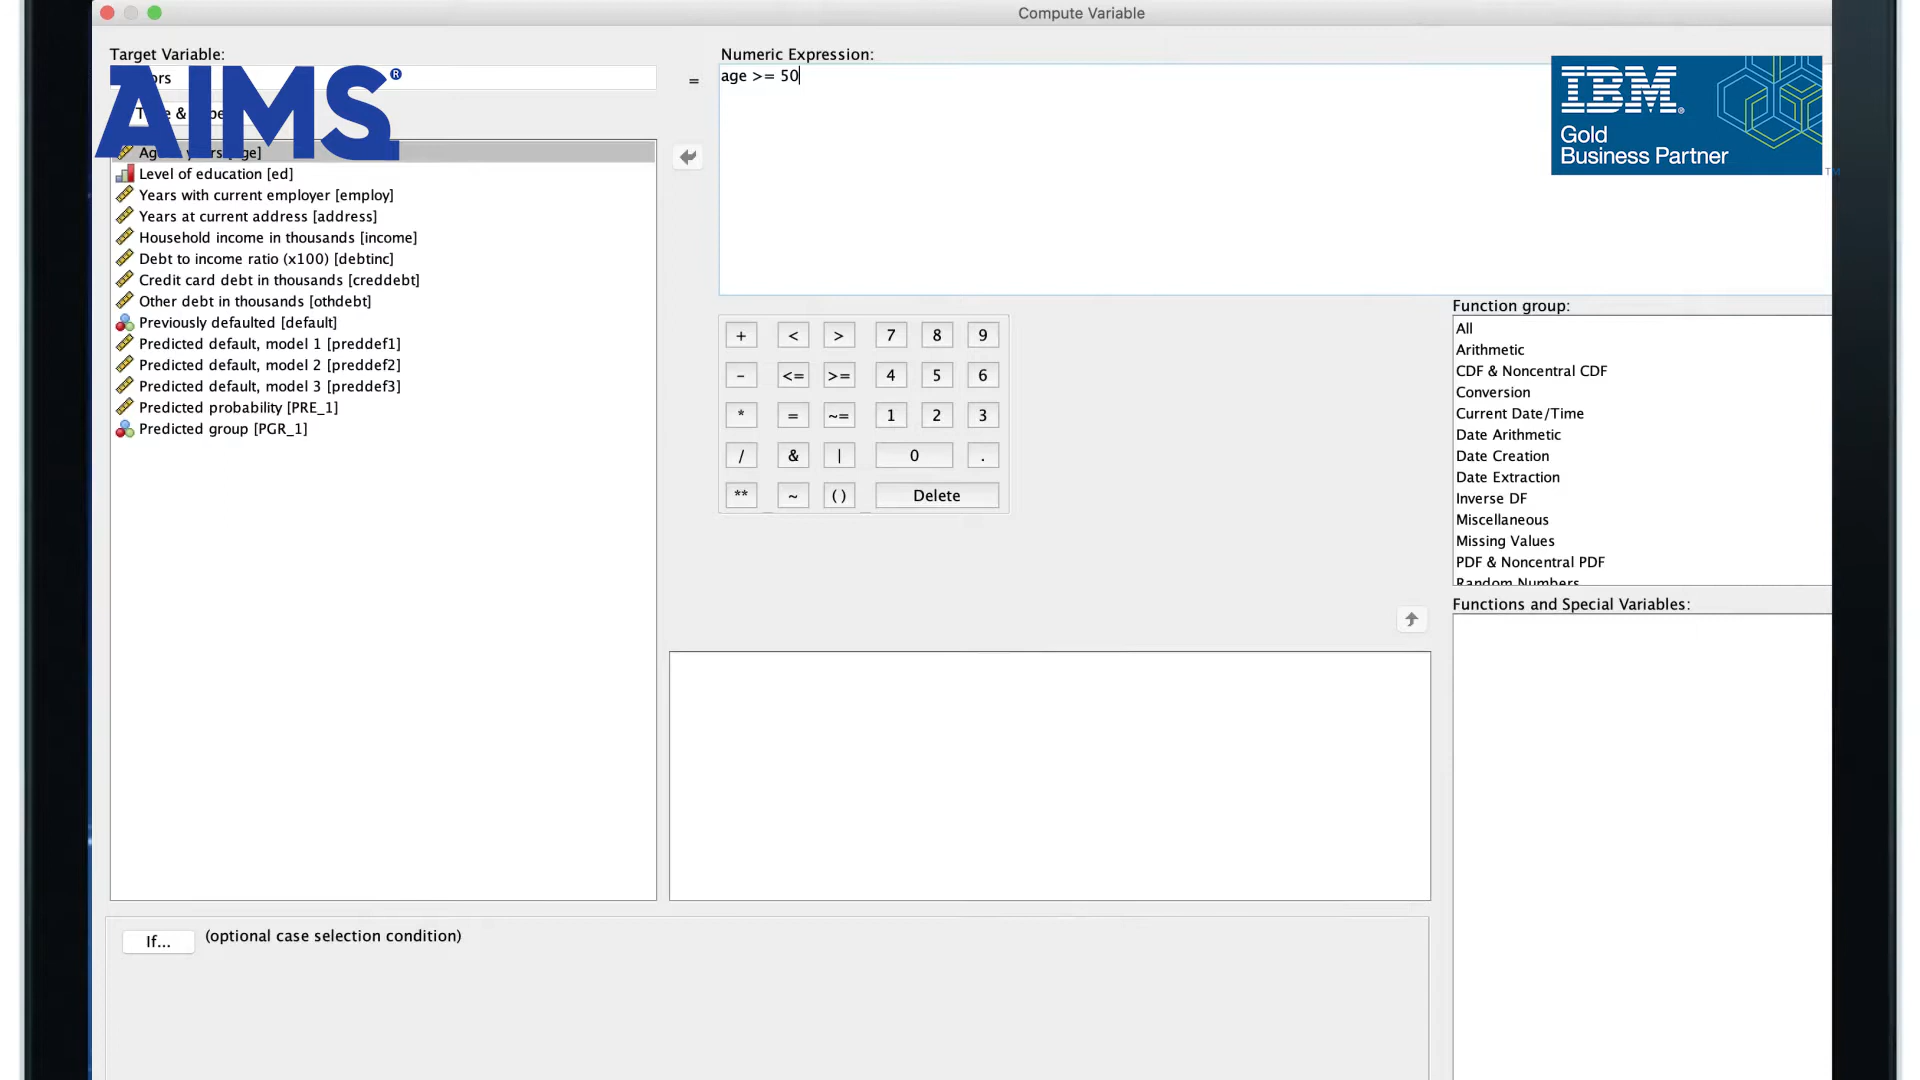 Compute Variable
Target Variable:
ors
=
Numeric Expression:
age >= 50
AIMS®
IBM®
Gold
Business Partner
TM
Level of education [ed]
Years with current employer [employ]
Years at current address [address]
Household income in thousands [income]
Debt to income ratio (x100) [debtinc]
Credit card debt in thousands [creddebt]
Other debt in thousands [othdebt]
Previously defaulted [default]
Predicted default, model 1 [preddef1]
Predicted default, model 2 [preddef2]
Predicted default, model 3 [preddef3]
Predicted probability [PRE_1]
Predicted group [PGR_1]
+ < > 7 8 9
- <= >= 4 5 6
* = ~= 1 2 3
/ & | 0 .
** ~ () Delete
Function group:
All
Arithmetic
CDF & Noncentral CDF
Conversion
Current Date/Time
Date Arithmetic
Date Creation
Date Extraction
Inverse DF
Miscellaneous
Missing Values
PDF & Noncentral PDF
Random Numbers
Functions and Special Variables:
If...
(optional case selection condition)